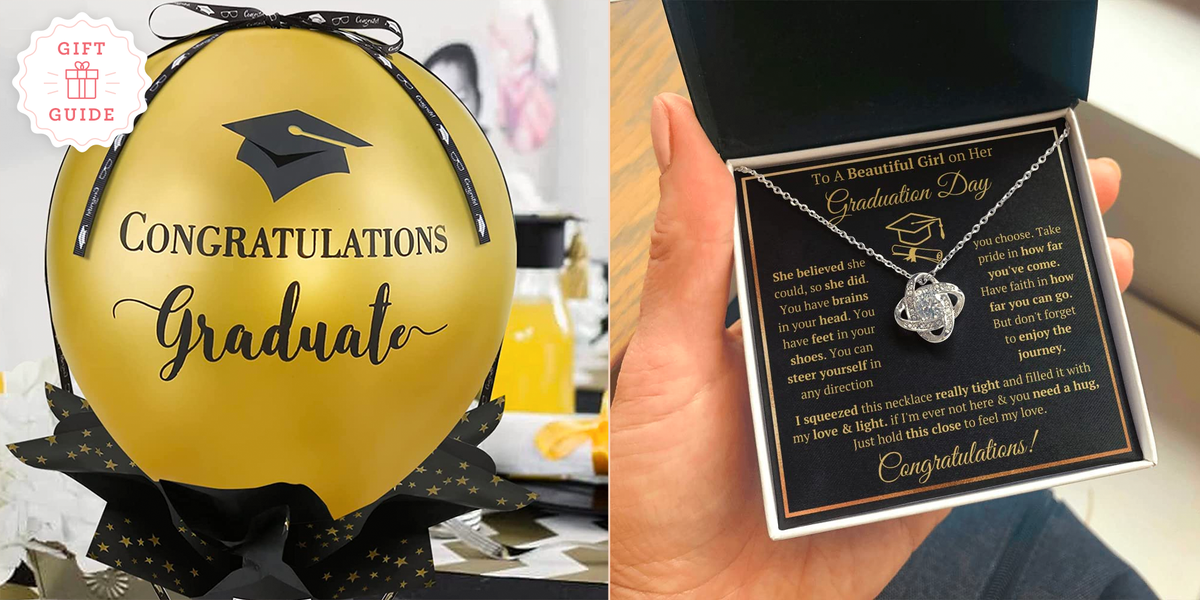 GIFT
GUIDE
Congrats!
CONGRATULATIONS
Graduate
To A Beautiful Girl on Her
Graduation Day
She believed she
could, so she did.
You have brains
in your head. You
have feet in your
shoes. You can
steer yourself in
any direction
you choose. Take
pride in how far
you've come.
Have faith in how
far you can go.
But don't forget
to enjoy the
journey.
I squeezed this necklace really tight and filled it with
my love & light. if I'm ever not here & you need a hug,
Just hold this close to feel my love.
Congratulations!